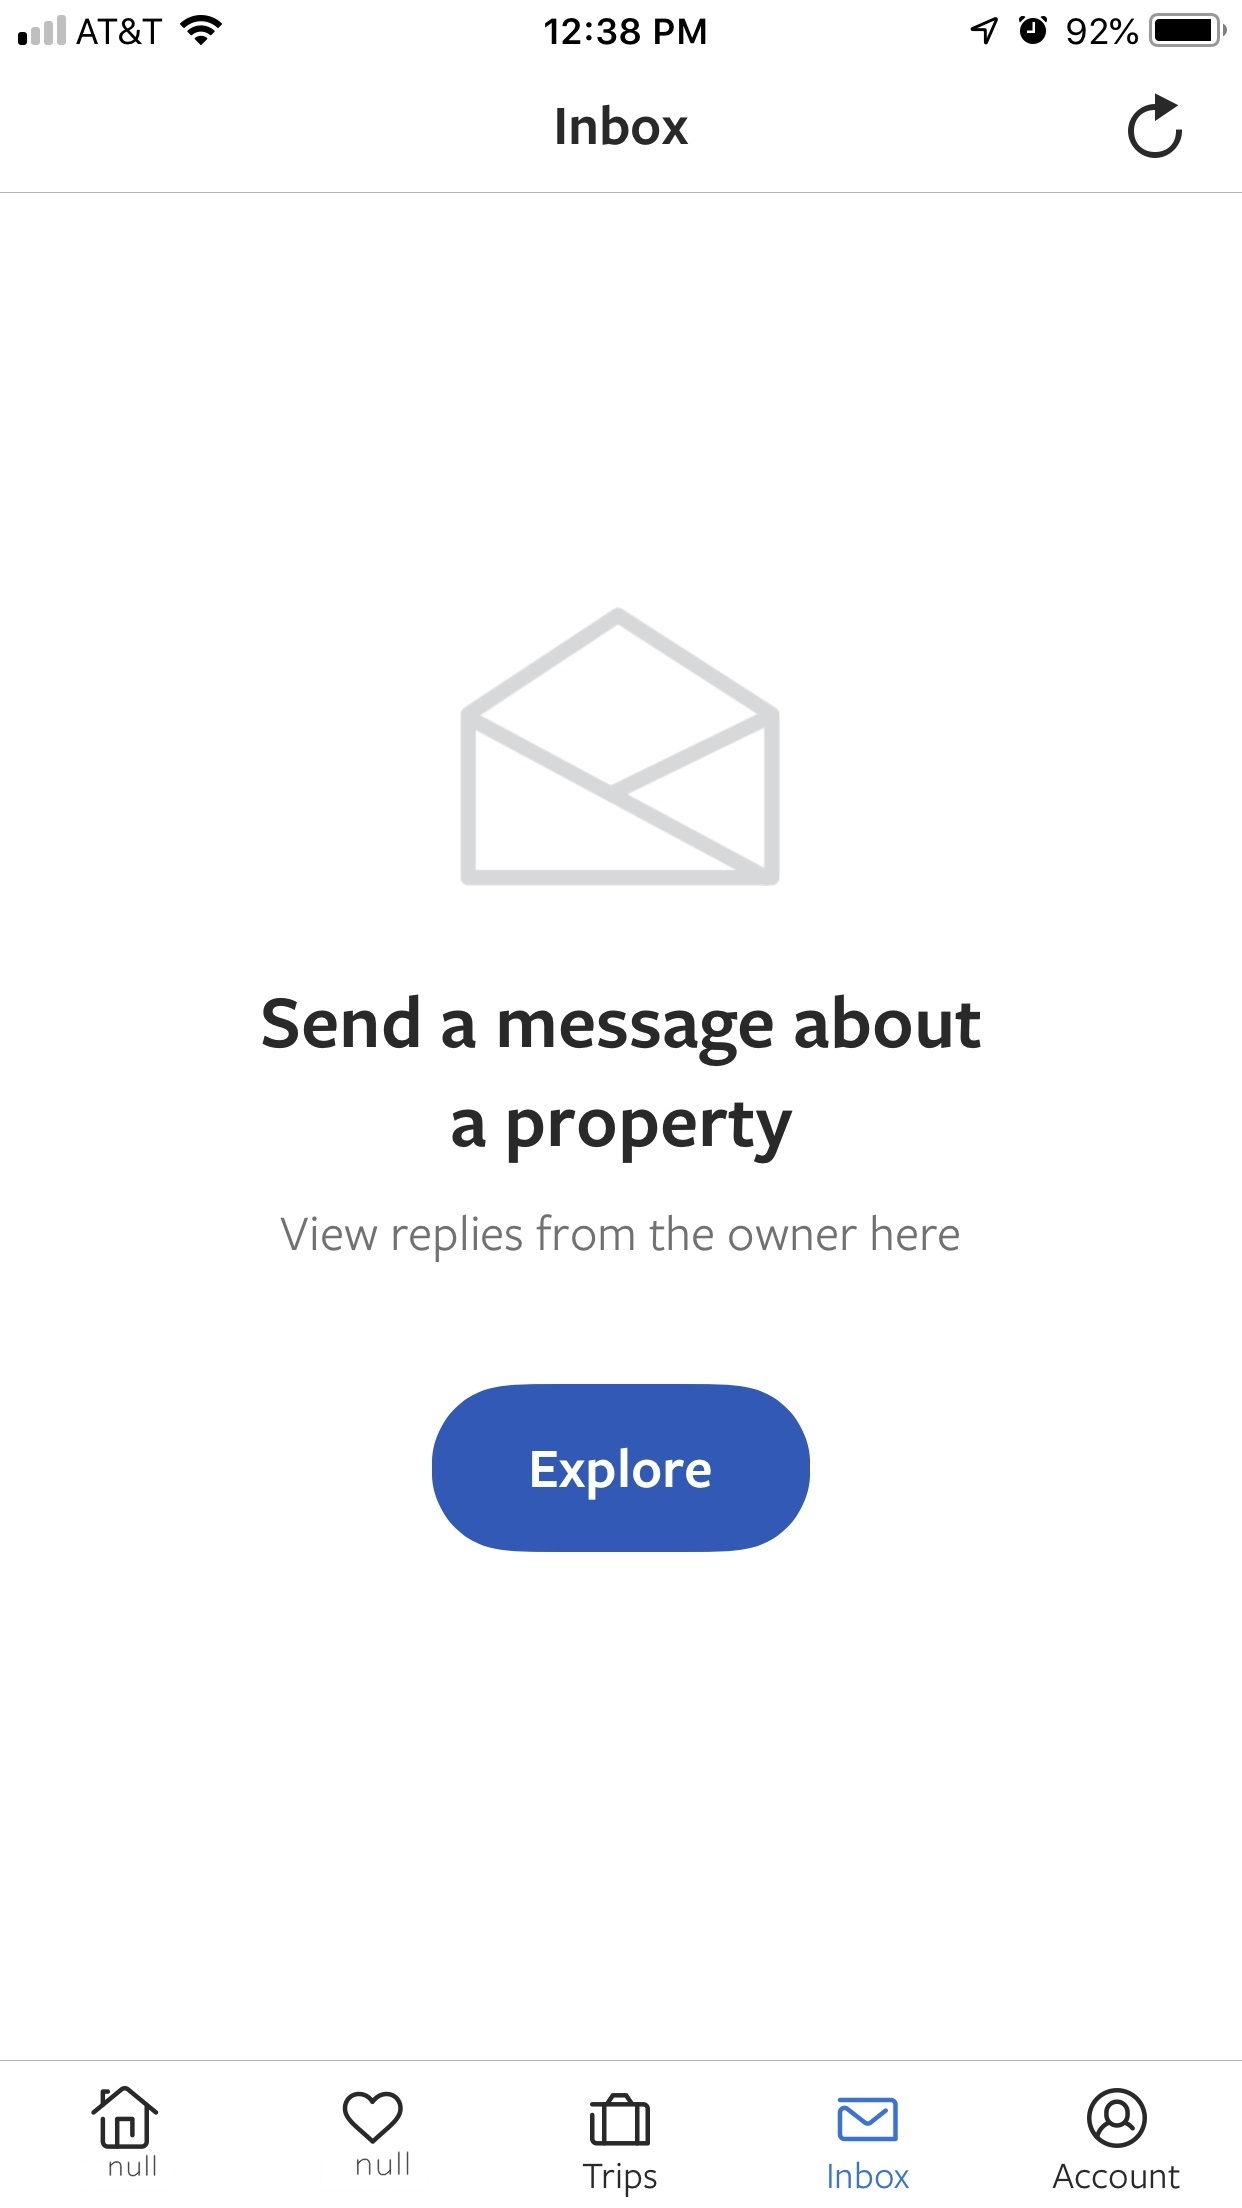 AT&T 12:38 PM 92%
Inbox
Send a message about
a property
View replies from the owner here
Explore
null null Trips Inbox Account